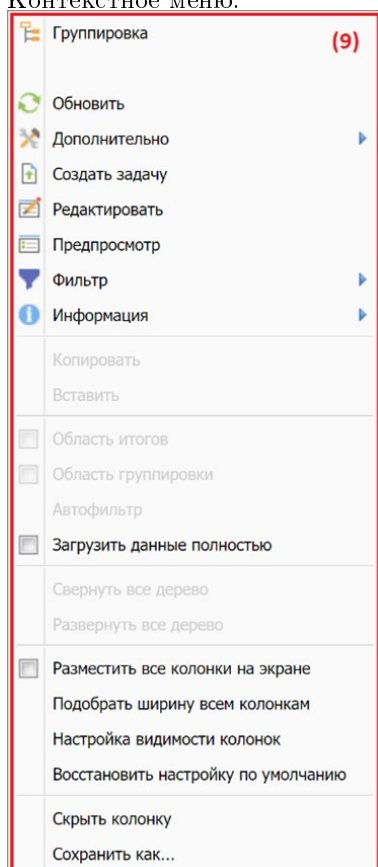 Контекстное меню:
Группировка
(9)
Обновить
Дополнительно
Создать задачу
Редактировать
Предпросмотр
Фильтр
Информация
Копировать
Вставить
Область итогов
Область группировки
Автофильтр
Загрузить данные полностью
Свернуть все дерево
Развернуть все дерево
Разместить все колонки на экране
Подобрать ширину всем колонкам
Настройка видимости колонок
Восстановить настройку по умолчанию
Скрыть колонку
Сохранить как...